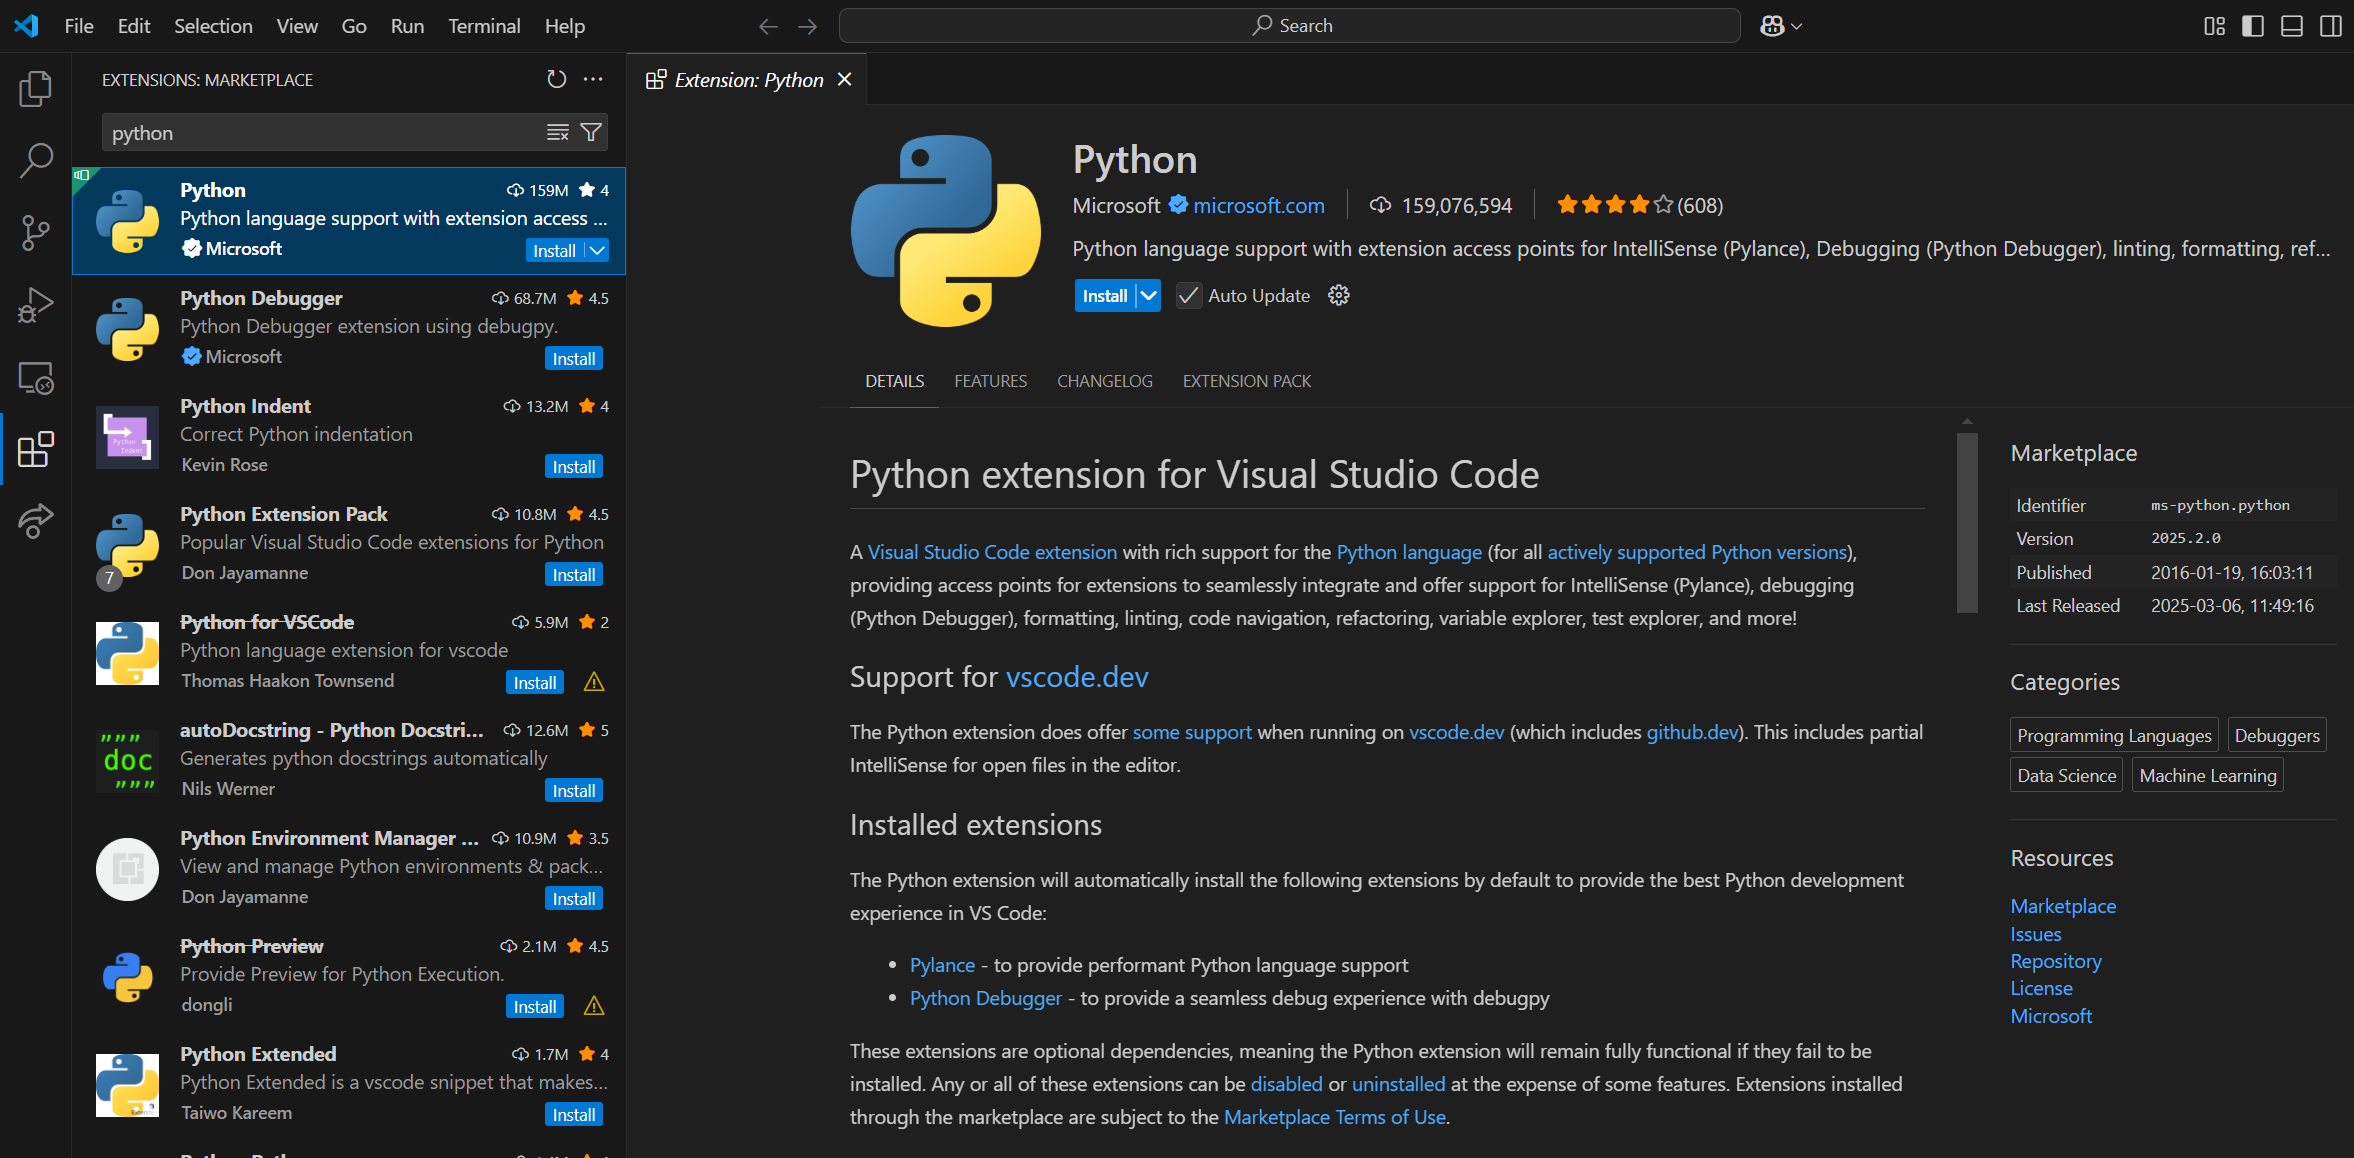 File Edit Selection View Go Run Terminal Help
Search
EXTENSIONS: MARKETPLACE
python
Python 159M 4
Python language support with extension access ...
Microsoft Install
Python Debugger 68.7M 4.5
Python Debugger extension using debugpy.
Microsoft Install
Python Indent 13.2M 4
Correct Python indentation
Kevin Rose Install
Python Extension Pack 10.8M 4.5
Popular Visual Studio Code extensions for Python
7 Don Jayamanne Install
Python for VSCode 5.9M 2
Python language extension for vscode
Thomas Haakon Townsend Install
""" doc """
autoDocstring - Python Docstri... 12.6M 5
Generates python docstrings automatically
Nils Werner Install
Python Environment Manager ... 10.9M 3.5
View and manage Python environments & pack...
Don Jayamanne Install
Python Preview 2.1M 4.5
Provide Preview for Python Execution.
dongli Install
Python Extended 1.7M 4
Python Extended is a vscode snippet that makes...
Taiwo Kareem Install
Extension: Python
Python
Microsoft microsoft.com 159,076,594 (608)
Python language support with extension access points for IntelliSense (Pylance), Debugging (Python Debugger), linting, formatting, ref...
Install Auto Update
DETAILS FEATURES CHANGELOG EXTENSION PACK
Python extension for Visual Studio Code
A Visual Studio Code extension with rich support for the Python language (for all actively supported Python versions),
providing access points for extensions to seamlessly integrate and offer support for IntelliSense (Pylance), debugging
(Python Debugger), formatting, linting, code navigation, refactoring, variable explorer, test explorer, and more!
Support for vscode.dev
The Python extension does offer some support when running on vscode.dev (which includes github.dev). This includes partial
IntelliSense for open files in the editor.
Installed extensions
The Python extension will automatically install the following extensions by default to provide the best Python development
experience in VS Code:
• Pylance - to provide performant Python language support
• Python Debugger - to provide a seamless debug experience with debugpy
These extensions are optional dependencies, meaning the Python extension will remain fully functional if they fail to be
installed. Any or all of these extensions can be disabled or uninstalled at the expense of some features. Extensions installed
through the marketplace are subject to the Marketplace Terms of Use.
Marketplace
Identifier ms-python.python
Version 2025.2.0
Published 2016-01-19, 16:03:11
Last Released 2025-03-06, 11:49:16
Categories
Programming Languages Debuggers
Data Science Machine Learning
Resources
Marketplace
Issues
Repository
License
Microsoft